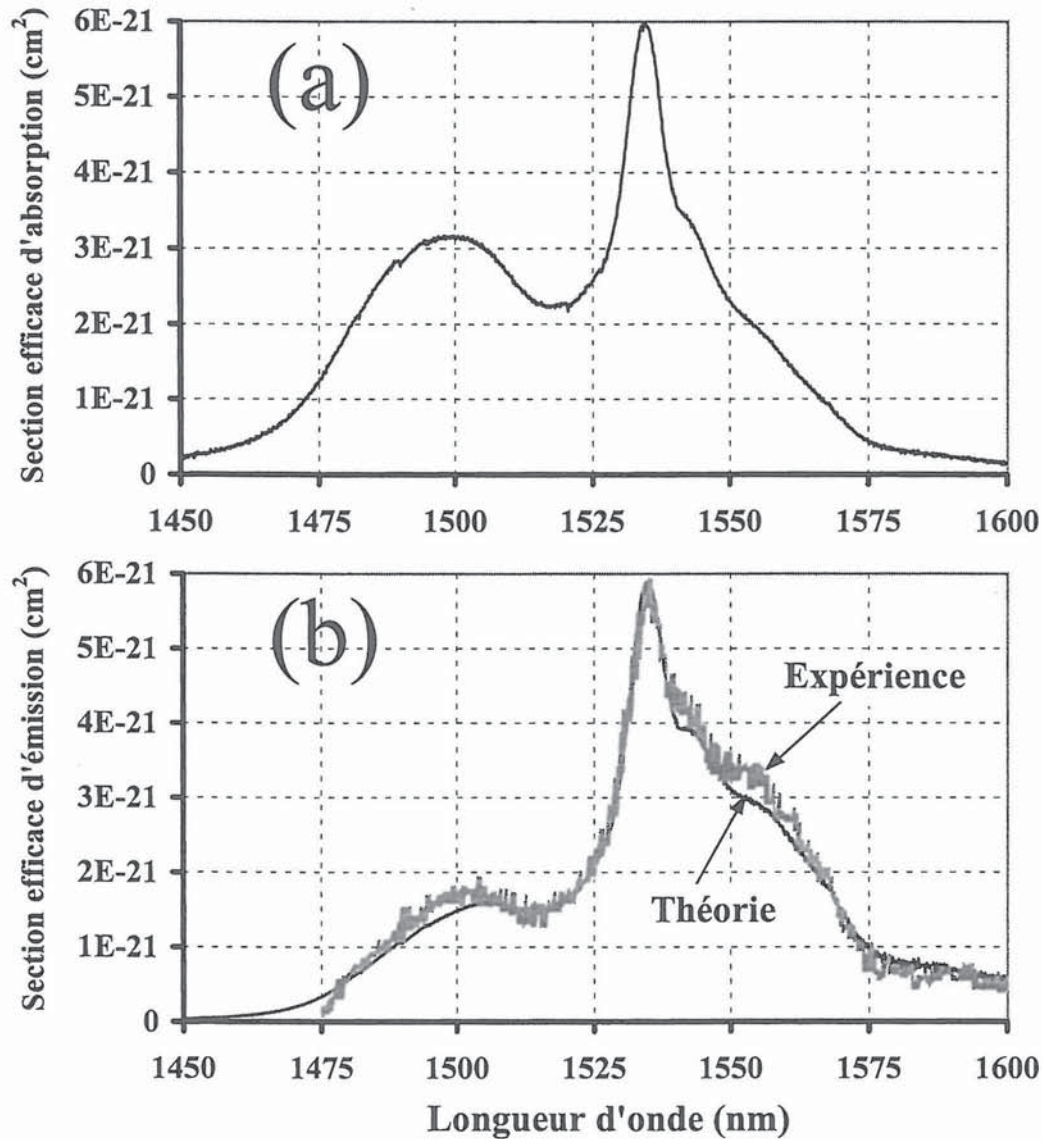 (a)
Section efficace d'absorption (cm²)
6E-21
5E-21
4E-21
3E-21
2E-21
1E-21
0
1450 1475 1500 1525 1550 1575 1600
(b)
Section efficace d'émission (cm²)
6E-21
5E-21
4E-21
3E-21
2E-21
1E-21
0
Expérience
Théorie
1450 1475 1500 1525 1550 1575 1600
Longueur d'onde (nm)